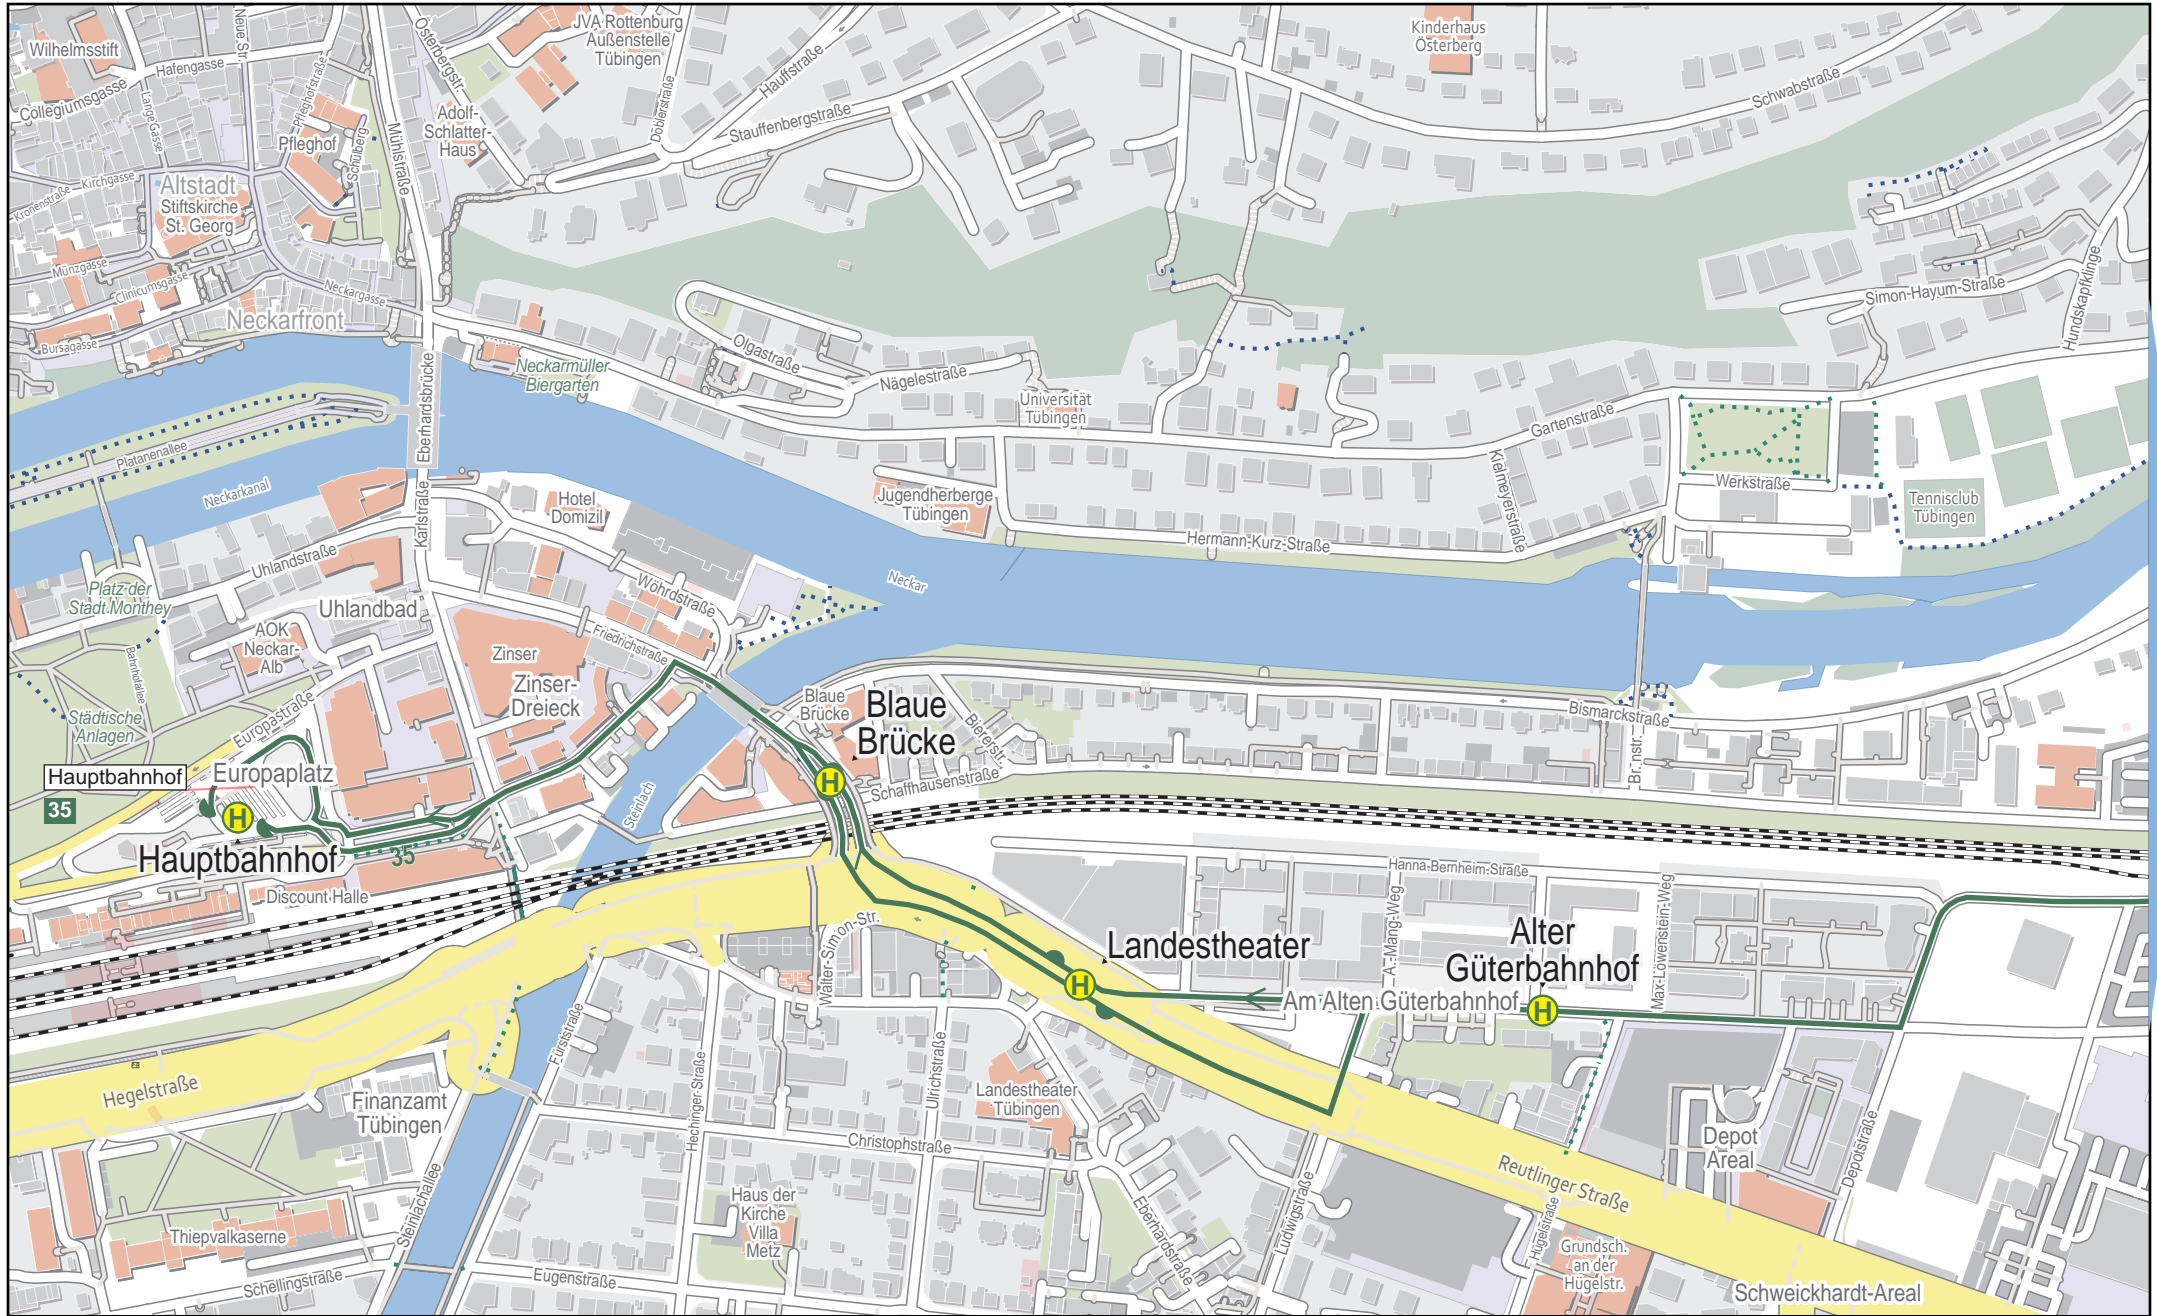 Wilhelmsstift
Neue Str.
Hafengasse
Collegiumsgasse
Lange Gasse
Pfleghofstraße
Pfleghof
Schulberg
Österbergstr.
Mühlstraße
Adolf-
Schlatter-
Haus
JVA Rottenburg
Außenstelle
Tübingen
Doblerstraße
Hauffstraße
Stauffenbergstraße
Kinderhaus
Österberg
Schwabstraße
Kronenstraße
Kirchgasse
Altstadt
Stiftskirche
St. Georg
Münzgasse
Clinicumsgasse
Neckargasse
Neckarfront
Bursagasse
Simon-Hayum-Straße
Hundskapfklinge
Eberhardsbrücke
Neckarmüller
Biergarten
Olgastraße
Nägelestraße
Universität
Tübingen
Gartenstraße
Platanenallee
Neckarkanal
Karlstraße
Hotel
Domizil
Jugendherberge
Tübingen
Kielmeyerstraße
Werkstraße
Tennisclub
Tübingen
Hermann-Kurz-Straße
Uhlandstraße
Platz der
Stadt Monthey
Uhlandbad
Wöhrdstraße
Neckar
AOK
Neckar-
Alb
Bahnhofallee
Zinser
Friedrichstraße
Zinser-
Dreieck
Städtische
Anlagen
Europastraße
Blaue
Brücke
Blaue
Brücke
Biererstr.
Bismarckstraße
Hauptbahnhof
35
Europaplatz
H
H
Schaffhausenstraße
Steinlach
Hauptbahnhof
35
Discount Halle
Hanna-Bernheim-Straße
A.-Mang-Weg
Max-Löwenstein-Weg
Walter-Simon-Str.
Landestheater
Alter
Güterbahnhof
H
Am Alten Güterbahnhof
H
Fürststraße
Hegelstraße
Finanzamt
Tübingen
Hechinger Straße
Ulrichstraße
Landestheater
Tübingen
Christophstraße
Depot
Areal
Depotstraße
Reutlinger Straße
Steinlachallee
Haus der
Kirche
Villa
Metz
Eberhardstraße
Ludwigstraße
Hügelstraße
Grundsch.
an der
Hügelstr.
Thiepvalkaserne
Schellingstraße
Eugenstraße
Schweickhardt-Areal